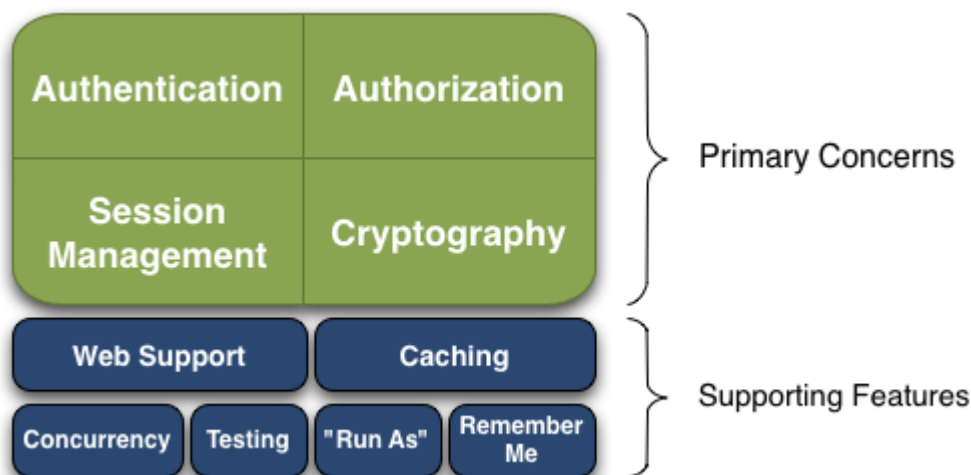 Authentication
Authorization
Session
Management
Cryptography
Primary Concerns
Web Support
Caching
Concurrency
Testing
"Run As"
Remember
Me
Supporting Features